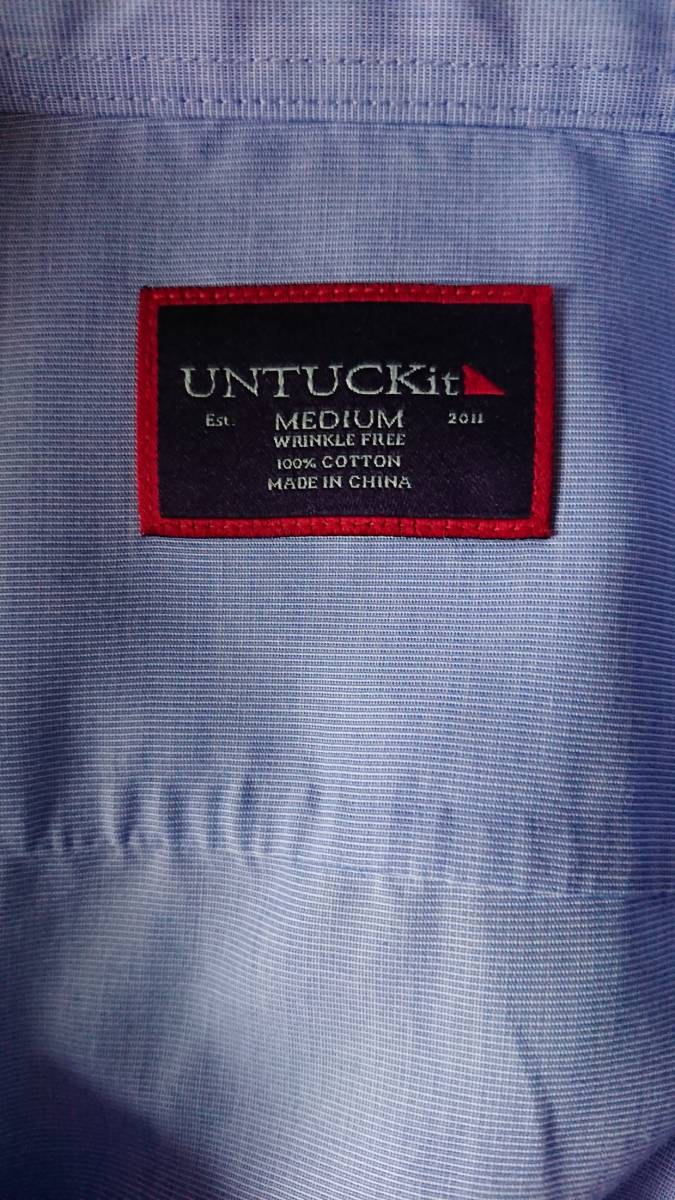 UNTUCKit
Est. MEDIUM 2011
WRINKLE FREE
100% COTTON
MADE IN CHINA